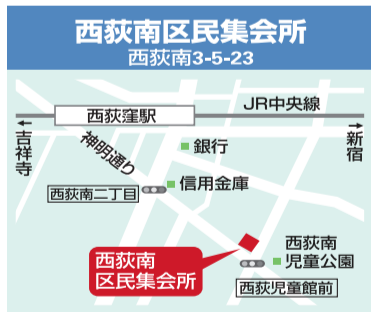 西荻南区民集会所
西荻南3-5-23
JR中央線
西荻窪駅
吉祥寺
新宿
神明通り
銀行
信用金庫
西荻南二丁目
西荻南
区民集会所
西荻南
児童公園
西荻児童館前